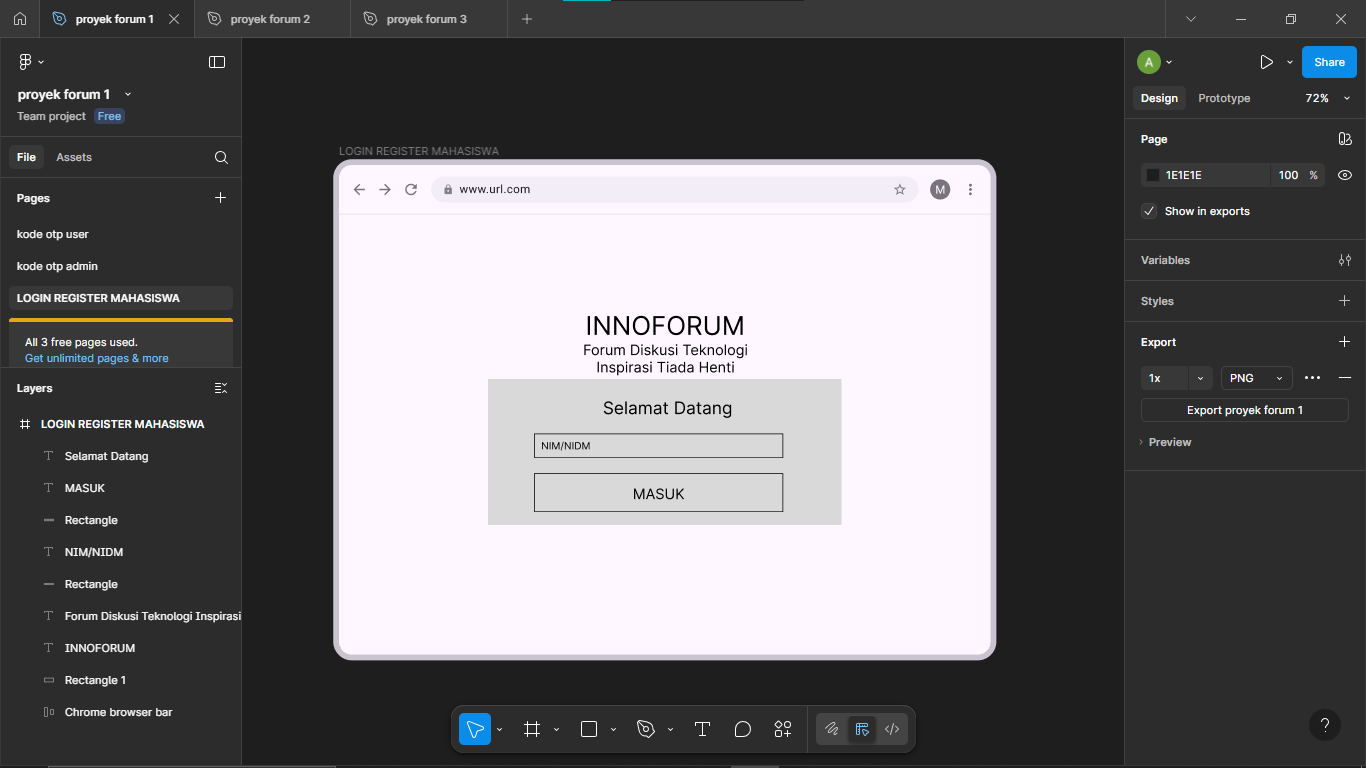 proyek forum 1
proyek forum 2
proyek forum 3
proyek forum 1
Team project Free
File Assets
Pages
kode otp user
kode otp admin
LOGIN REGISTER MAHASISWA
All 3 free pages used.
Get unlimited pages & more
Layers
LOGIN REGISTER MAHASISWA
Selamat Datang
MASUK
Rectangle
NIM/NIDM
Rectangle
Forum Diskusi Teknologi Inspirasi
INNOFORUM
Rectangle 1
Chrome browser bar
LOGIN REGISTER MAHASISWA
www.url.com
M
INNOFORUM
Forum Diskusi Teknologi
Inspirasi Tiada Henti
Selamat Datang
NIM/NIDM
MASUK
A
Share
Design Prototype 72%
Page
1E1E1E 100 %
Show in exports
Variables
Styles
Export
1x PNG
Export proyek forum 1
Preview
?